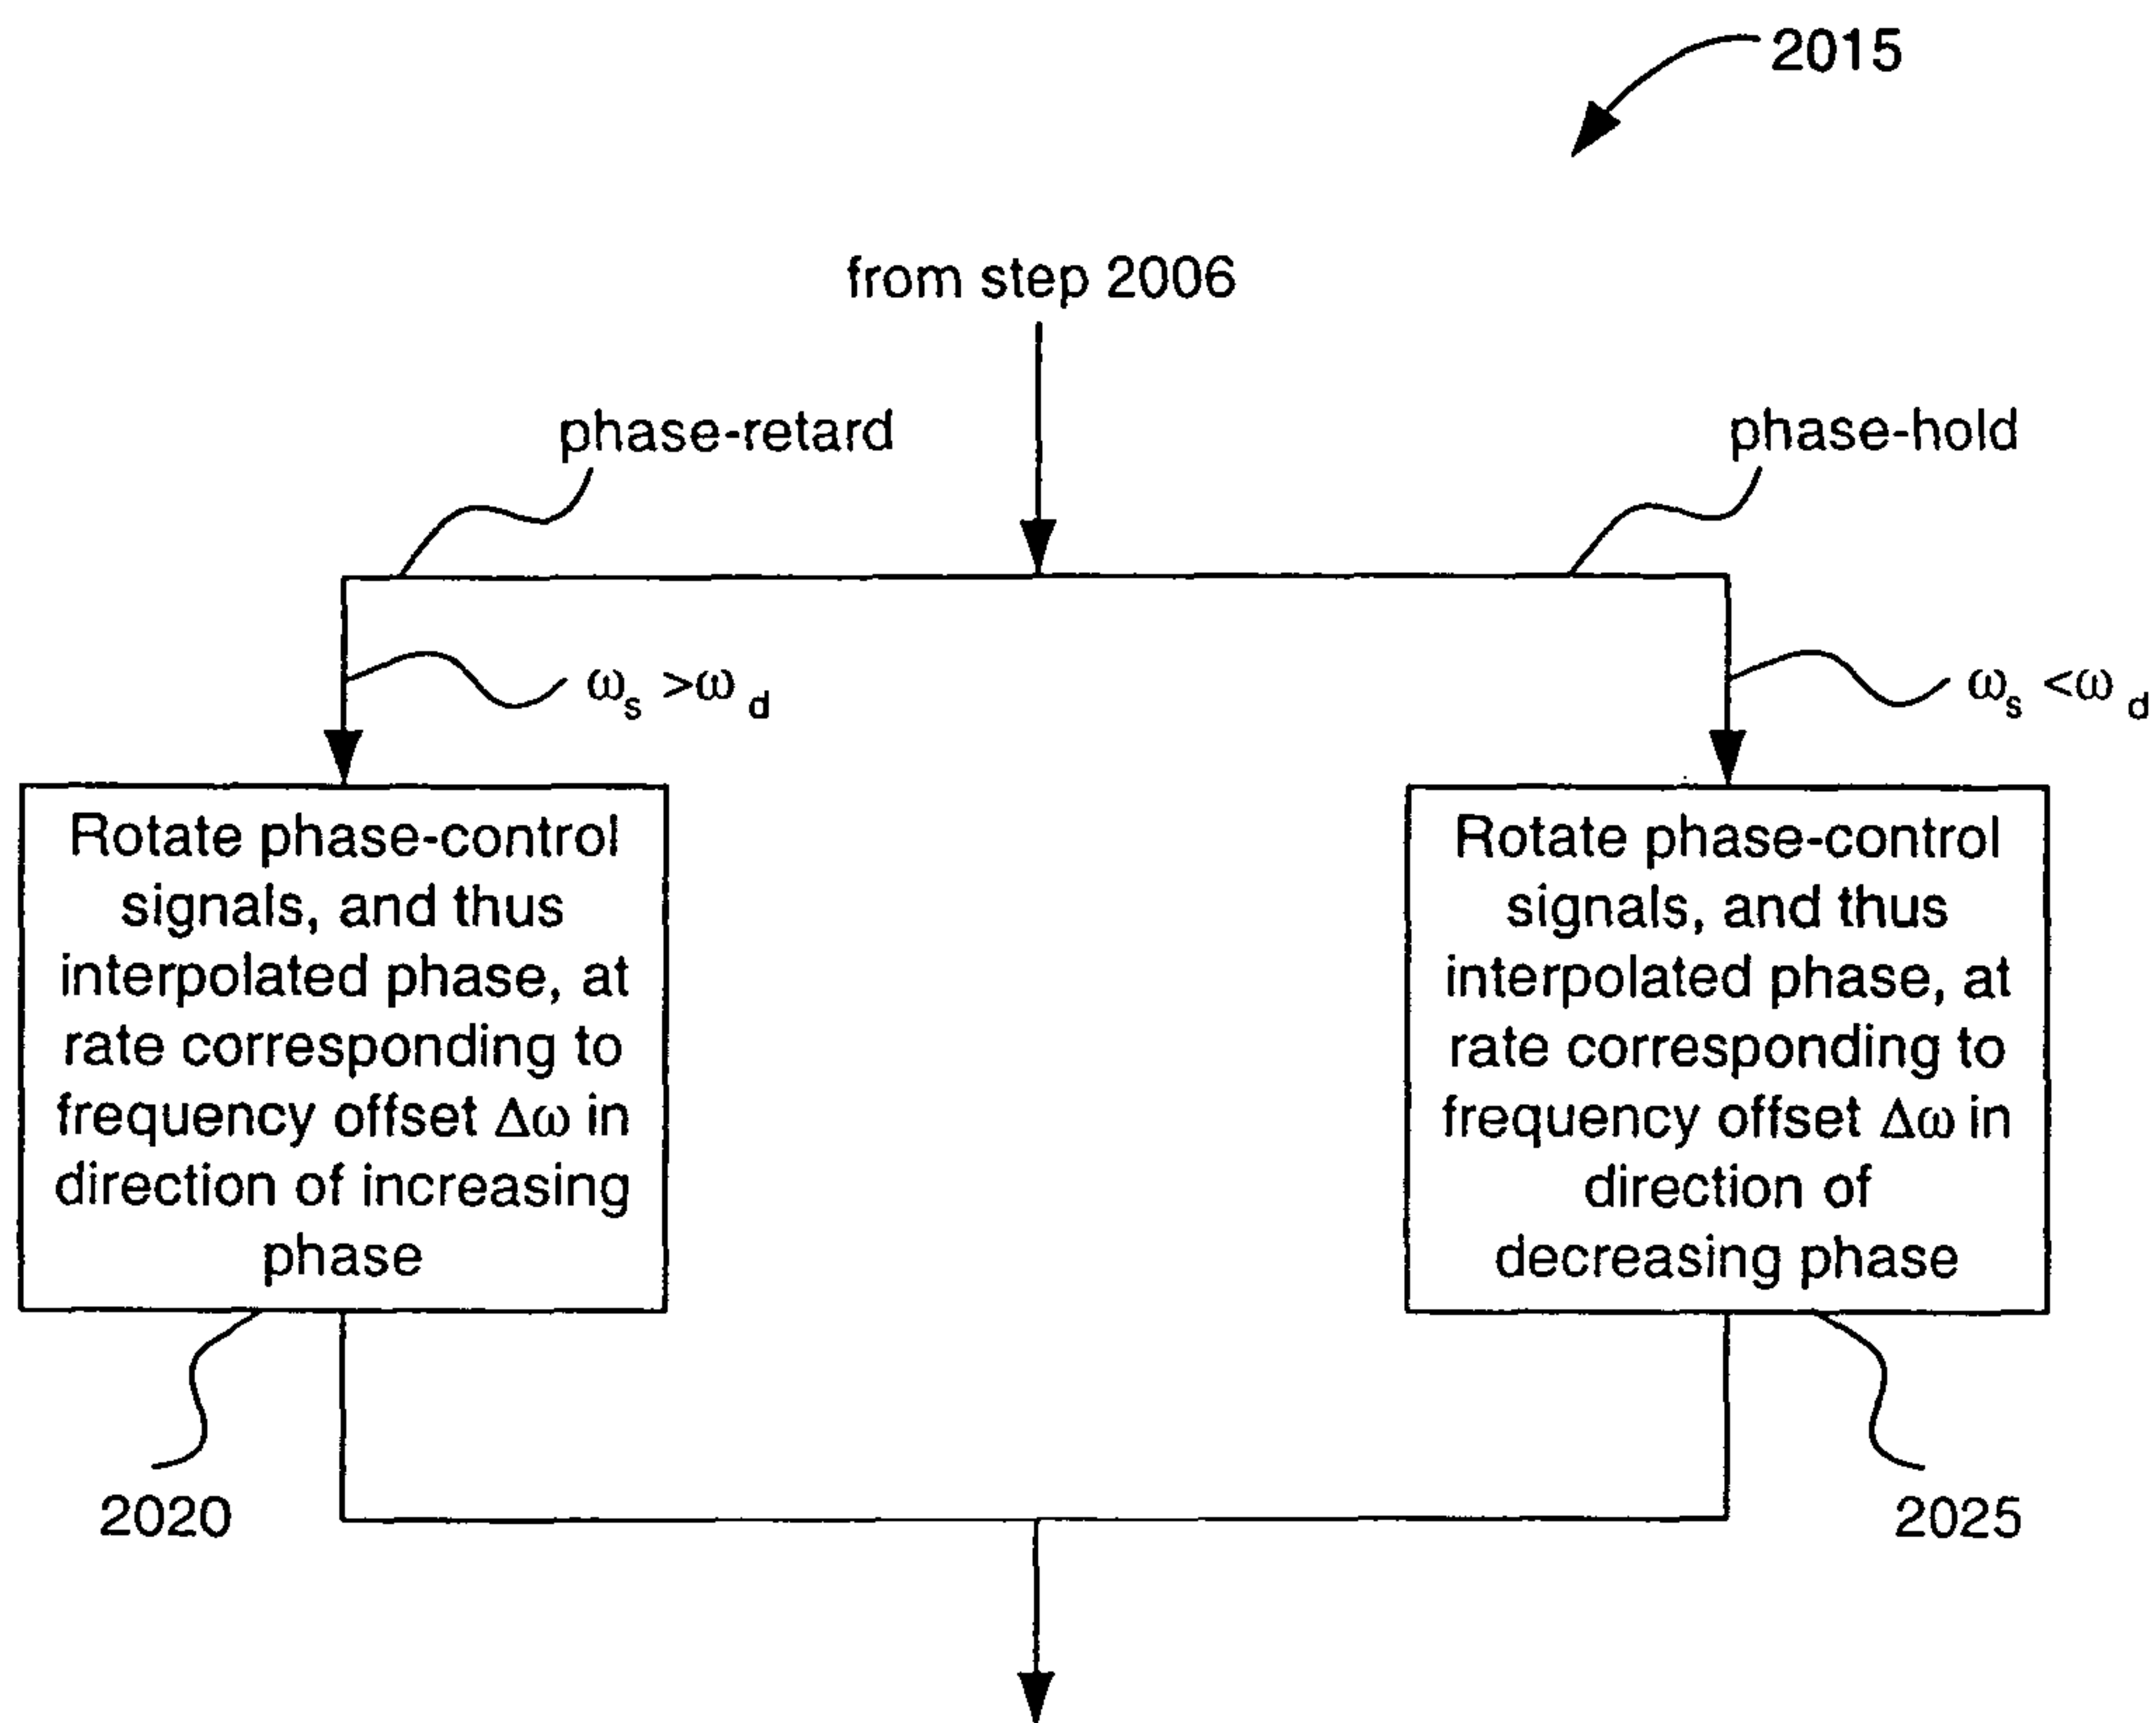 2015
from step 2006
phase-retard
phase-hold
ωs >ωd
ωs <ωd
Rotate phase-control
signals, and thus
interpolated phase, at
rate corresponding to
frequency offset Δω in
direction of increasing
phase
Rotate phase-control
signals, and thus
interpolated phase, at
rate corresponding to
frequency offset Δω in
direction of
decreasing phase
2020
2025